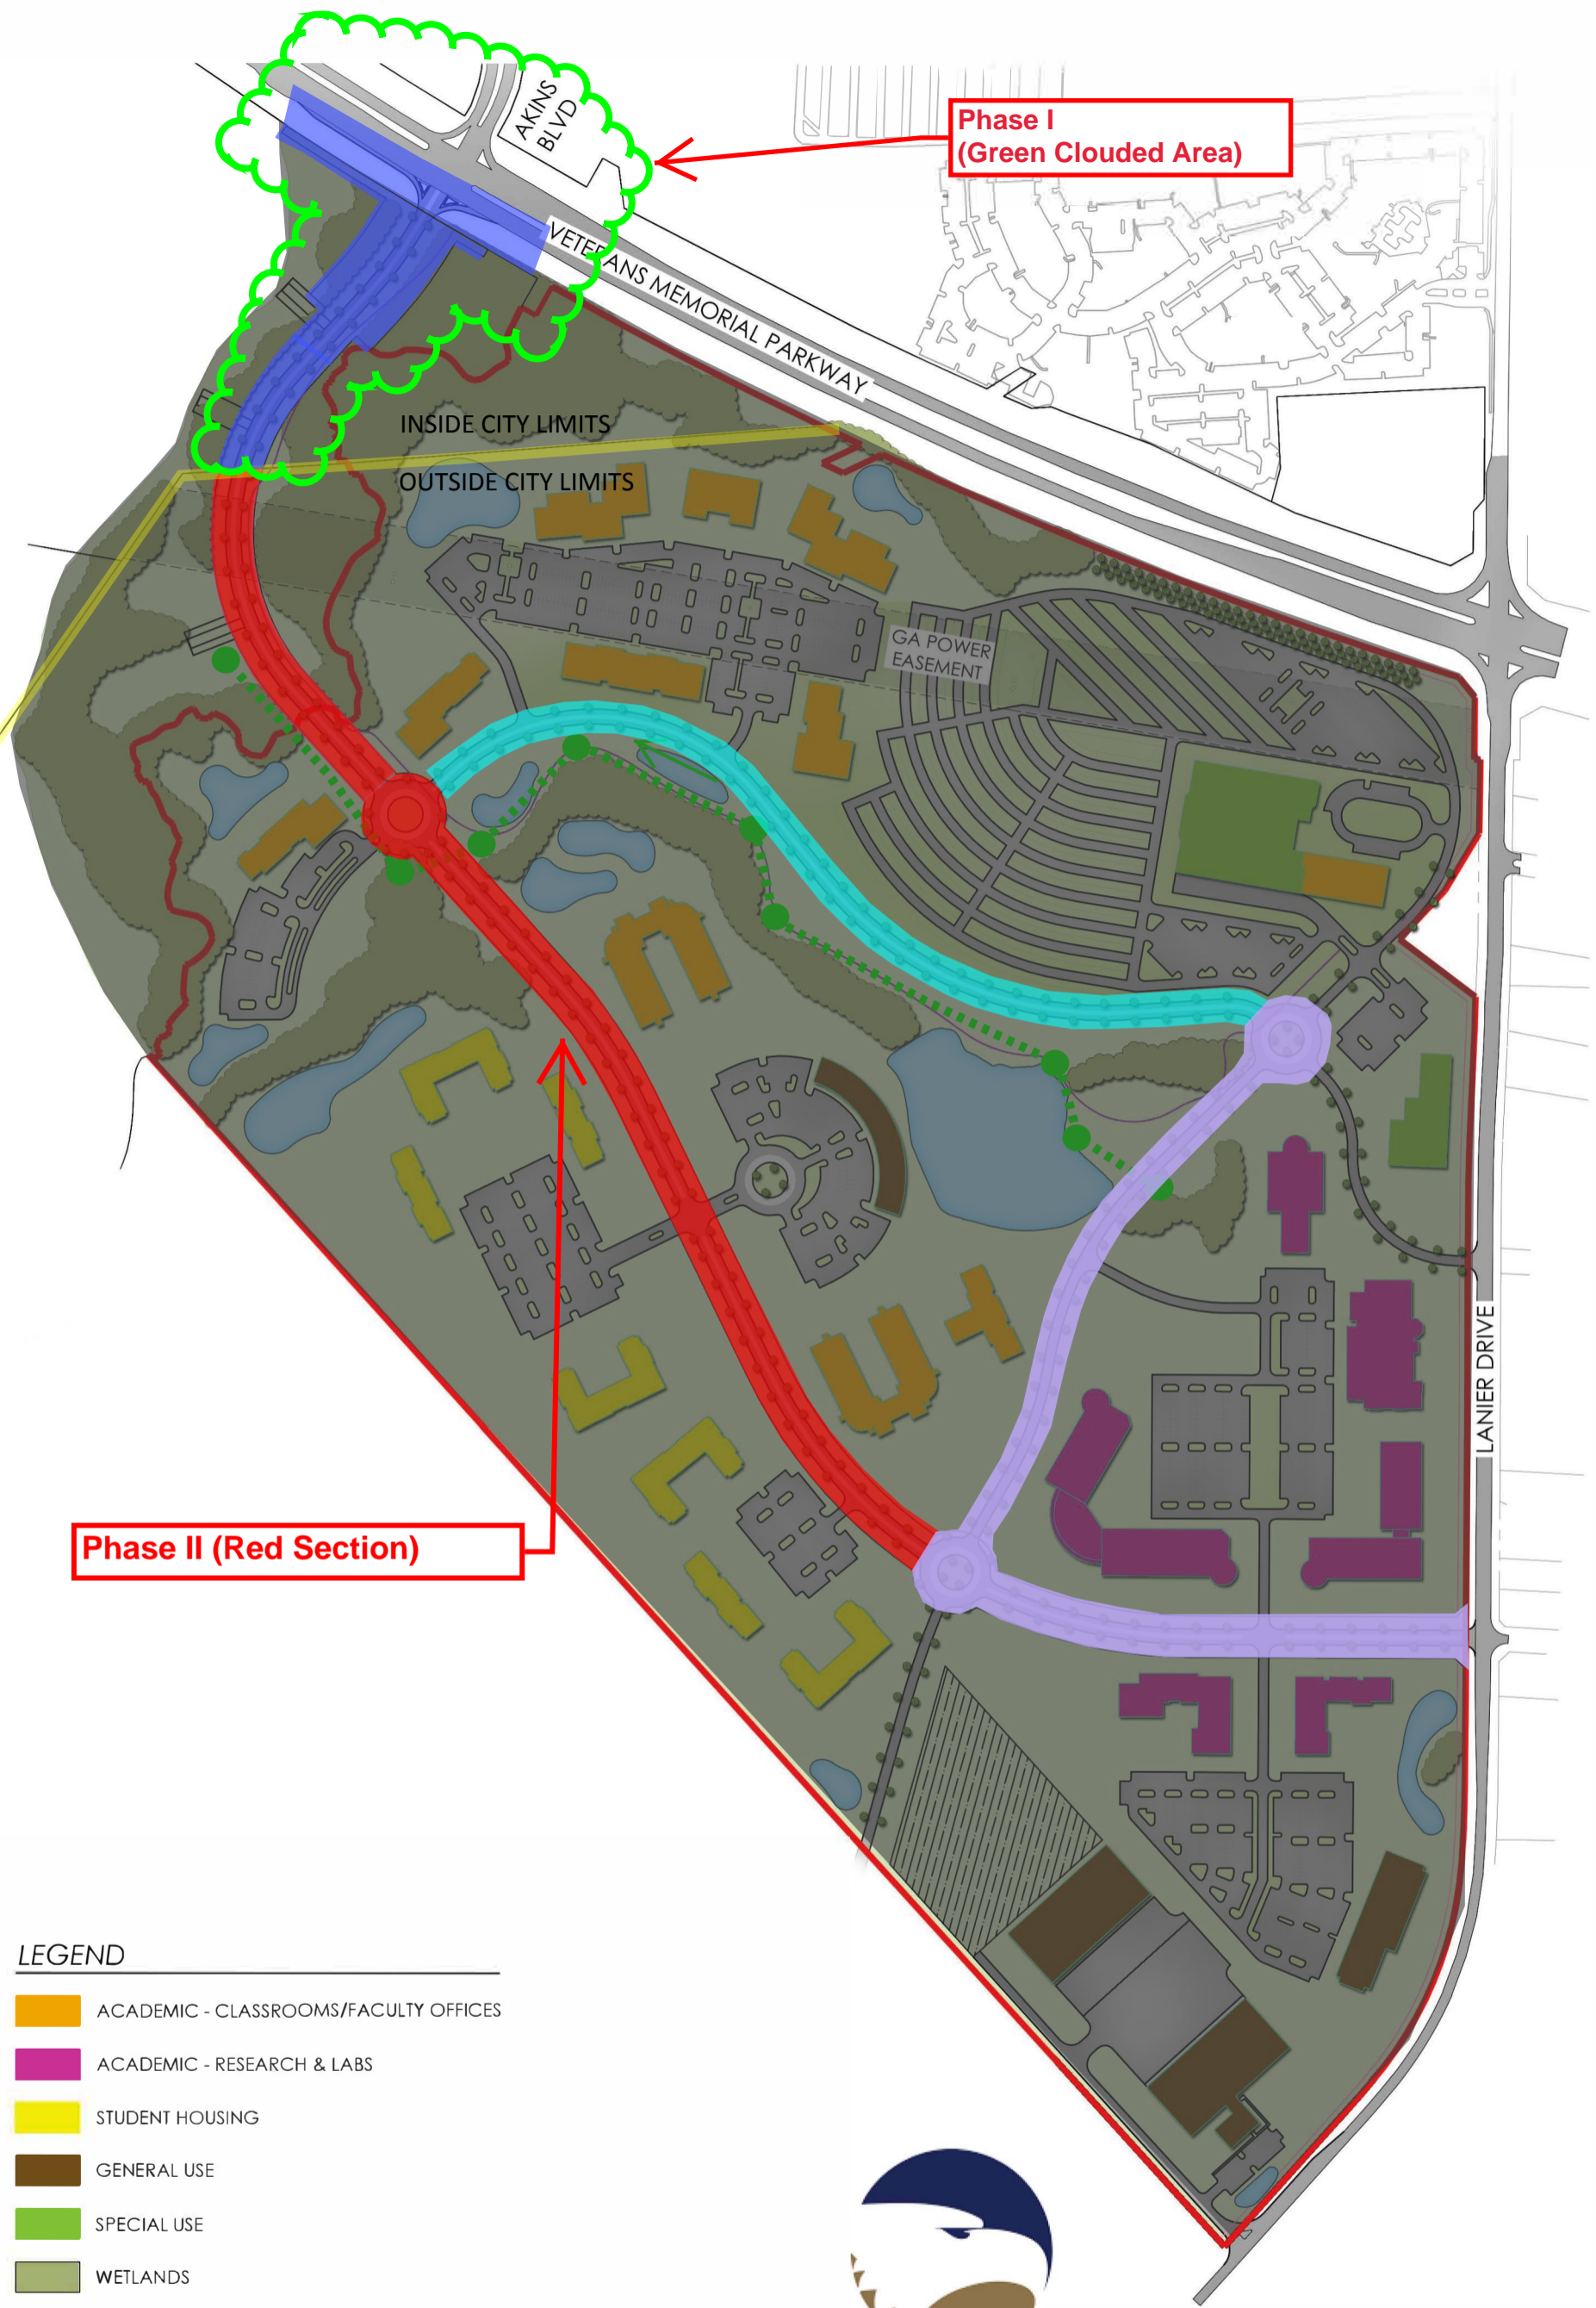 AKINS
BLVD
Phase I
(Green Clouded Area)
VETERANS MEMORIAL PARKWAY
INSIDE CITY LIMITS
OUTSIDE CITY LIMITS
GA POWER
EASEMENT
LANIER DRIVE
Phase II (Red Section)
LEGEND
ACADEMIC - CLASSROOMS/FACULTY OFFICES
ACADEMIC - RESEARCH & LABS
STUDENT HOUSING
GENERAL USE
SPECIAL USE
WETLANDS